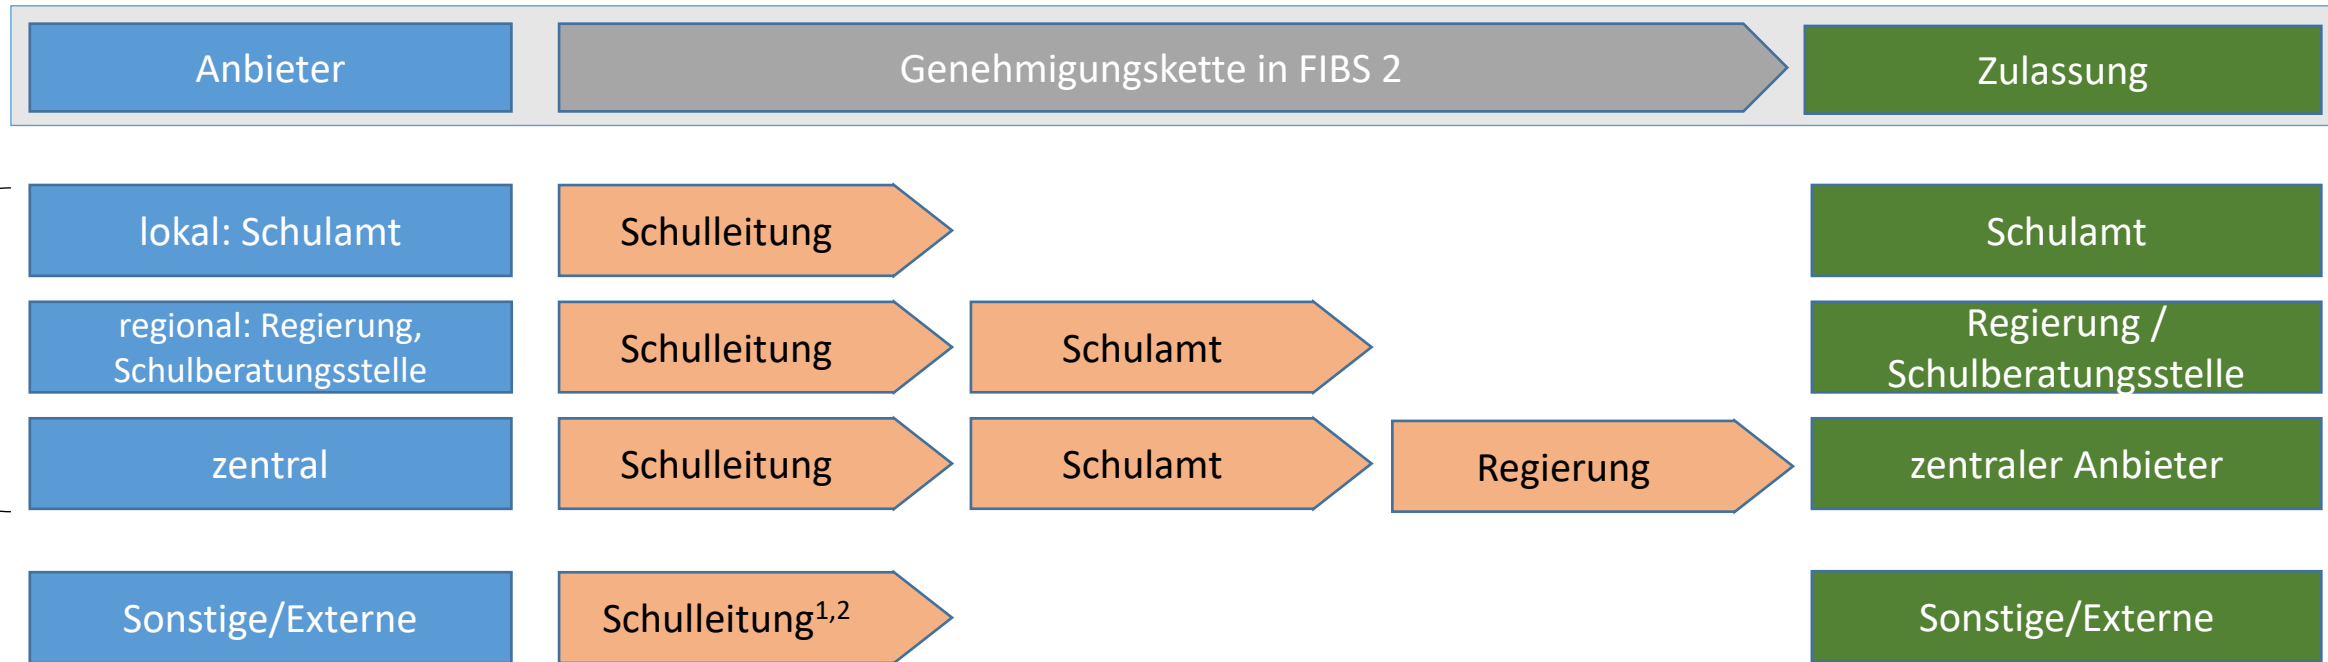 Anbieter
Genehmigungskette in FIBS 2
Zulassung
lokal: Schulamt
Schulleitung
Schulamt
regional: Regierung,
Schulberatungsstelle
Schulleitung
Schulamt
Regierung /
Schulberatungsstelle
zentral
Schulleitung
Schulamt
Regierung
zentraler Anbieter
Sonstige/Externe
Schulleitung1,2
Sonstige/Externe